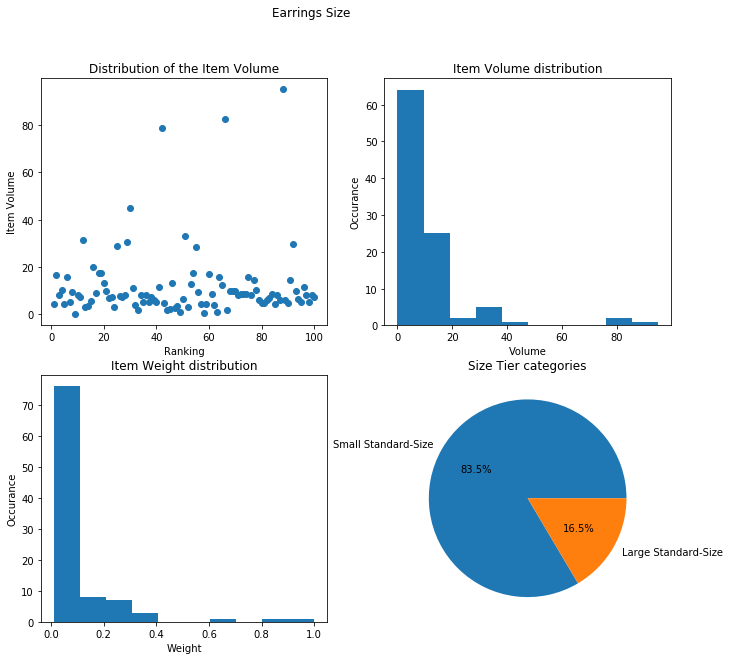 Earrings Size
Distribution of the Item Volume
Item Volume
80
60
40
20
0
0 20 40 60 80 100
Ranking
Item Volume distribution
Occurance
60
50
40
30
20
10
0
0 20 40 60 80
Volume
Item Weight distribution
Occurance
70
60
50
40
30
20
10
0
0.0 0.2 0.4 0.6 0.8 1.0
Weight
Size Tier categories
Small Standard-Size
83.5%
16.5%
Large Standard-Size